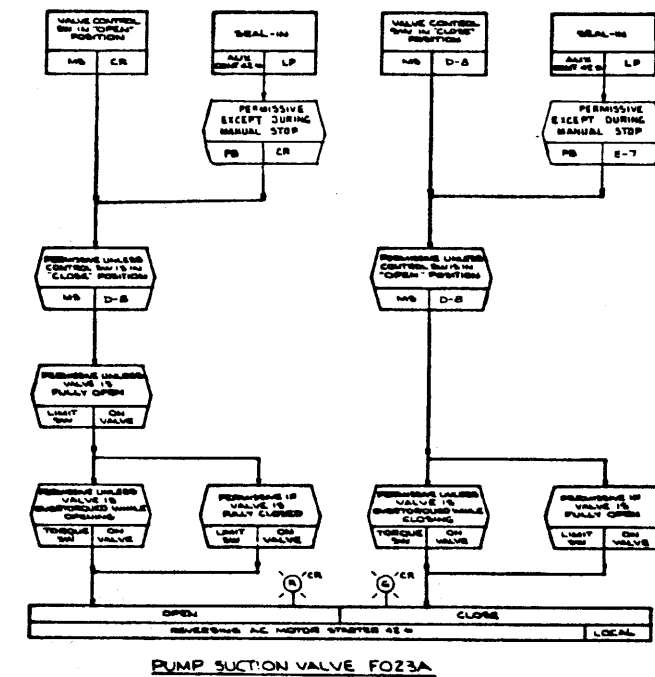 VALVE CONTROL
SW IN "OPEN"
POSITION
MS CR
SEAL-IN
AUX
CONT 42 LP
PERMISSIVE
EXCEPT DURING
MANUAL STOP
PB CR
VALVE CONTROL
SW IN "CLOSE"
POSITION
MS D-8
SEAL-IN
AUX
CONT 42 LP
PERMISSIVE
EXCEPT DURING
MANUAL STOP
PB E-7
PERMISSIVE UNLESS
CONTROL SW IS IN
"CLOSE" POSITION
MS D-8
PERMISSIVE UNLESS
CONTROL SW IS IN
"OPEN" POSITION
MS D-8
PERMISSIVE UNLESS
VALVE IS
FULLY OPEN
LIMIT ON
SW VALVE
PERMISSIVE UNLESS
VALVE IS
OVERTORQUED WHILE
OPENING
TORQUE ON
SW VALVE
PERMISSIVE IF
VALVE IS
FULLY CLOSED
LIMIT ON
SW VALVE
PERMISSIVE UNLESS
VALVE IS
OVERTORQUED WHILE
CLOSING
TORQUE ON
SW VALVE
PERMISSIVE IF
VALVE IS
FULLY OPEN
LIMIT ON
SW VALVE
R CR
G CR
OPEN CLOSE
REVERSING A.C. MOTOR STARTER 42 LOCAL
PUMP SUCTION VALVE F023A